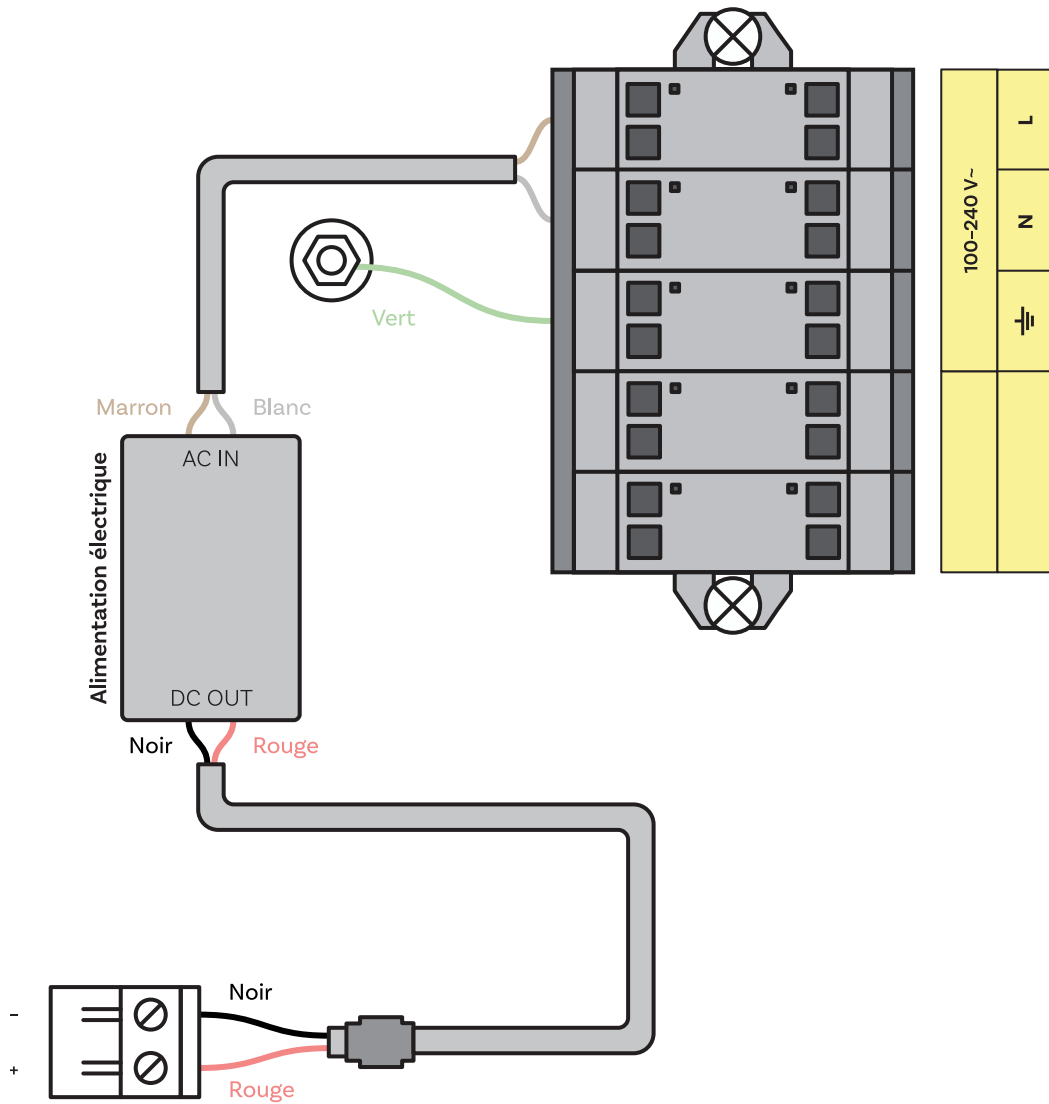 L
100-240 V~
N
Vert
Marron
Blanc
AC IN
Alimentation électrique
DC OUT
Noir
Rouge
Noir
-
+
Rouge